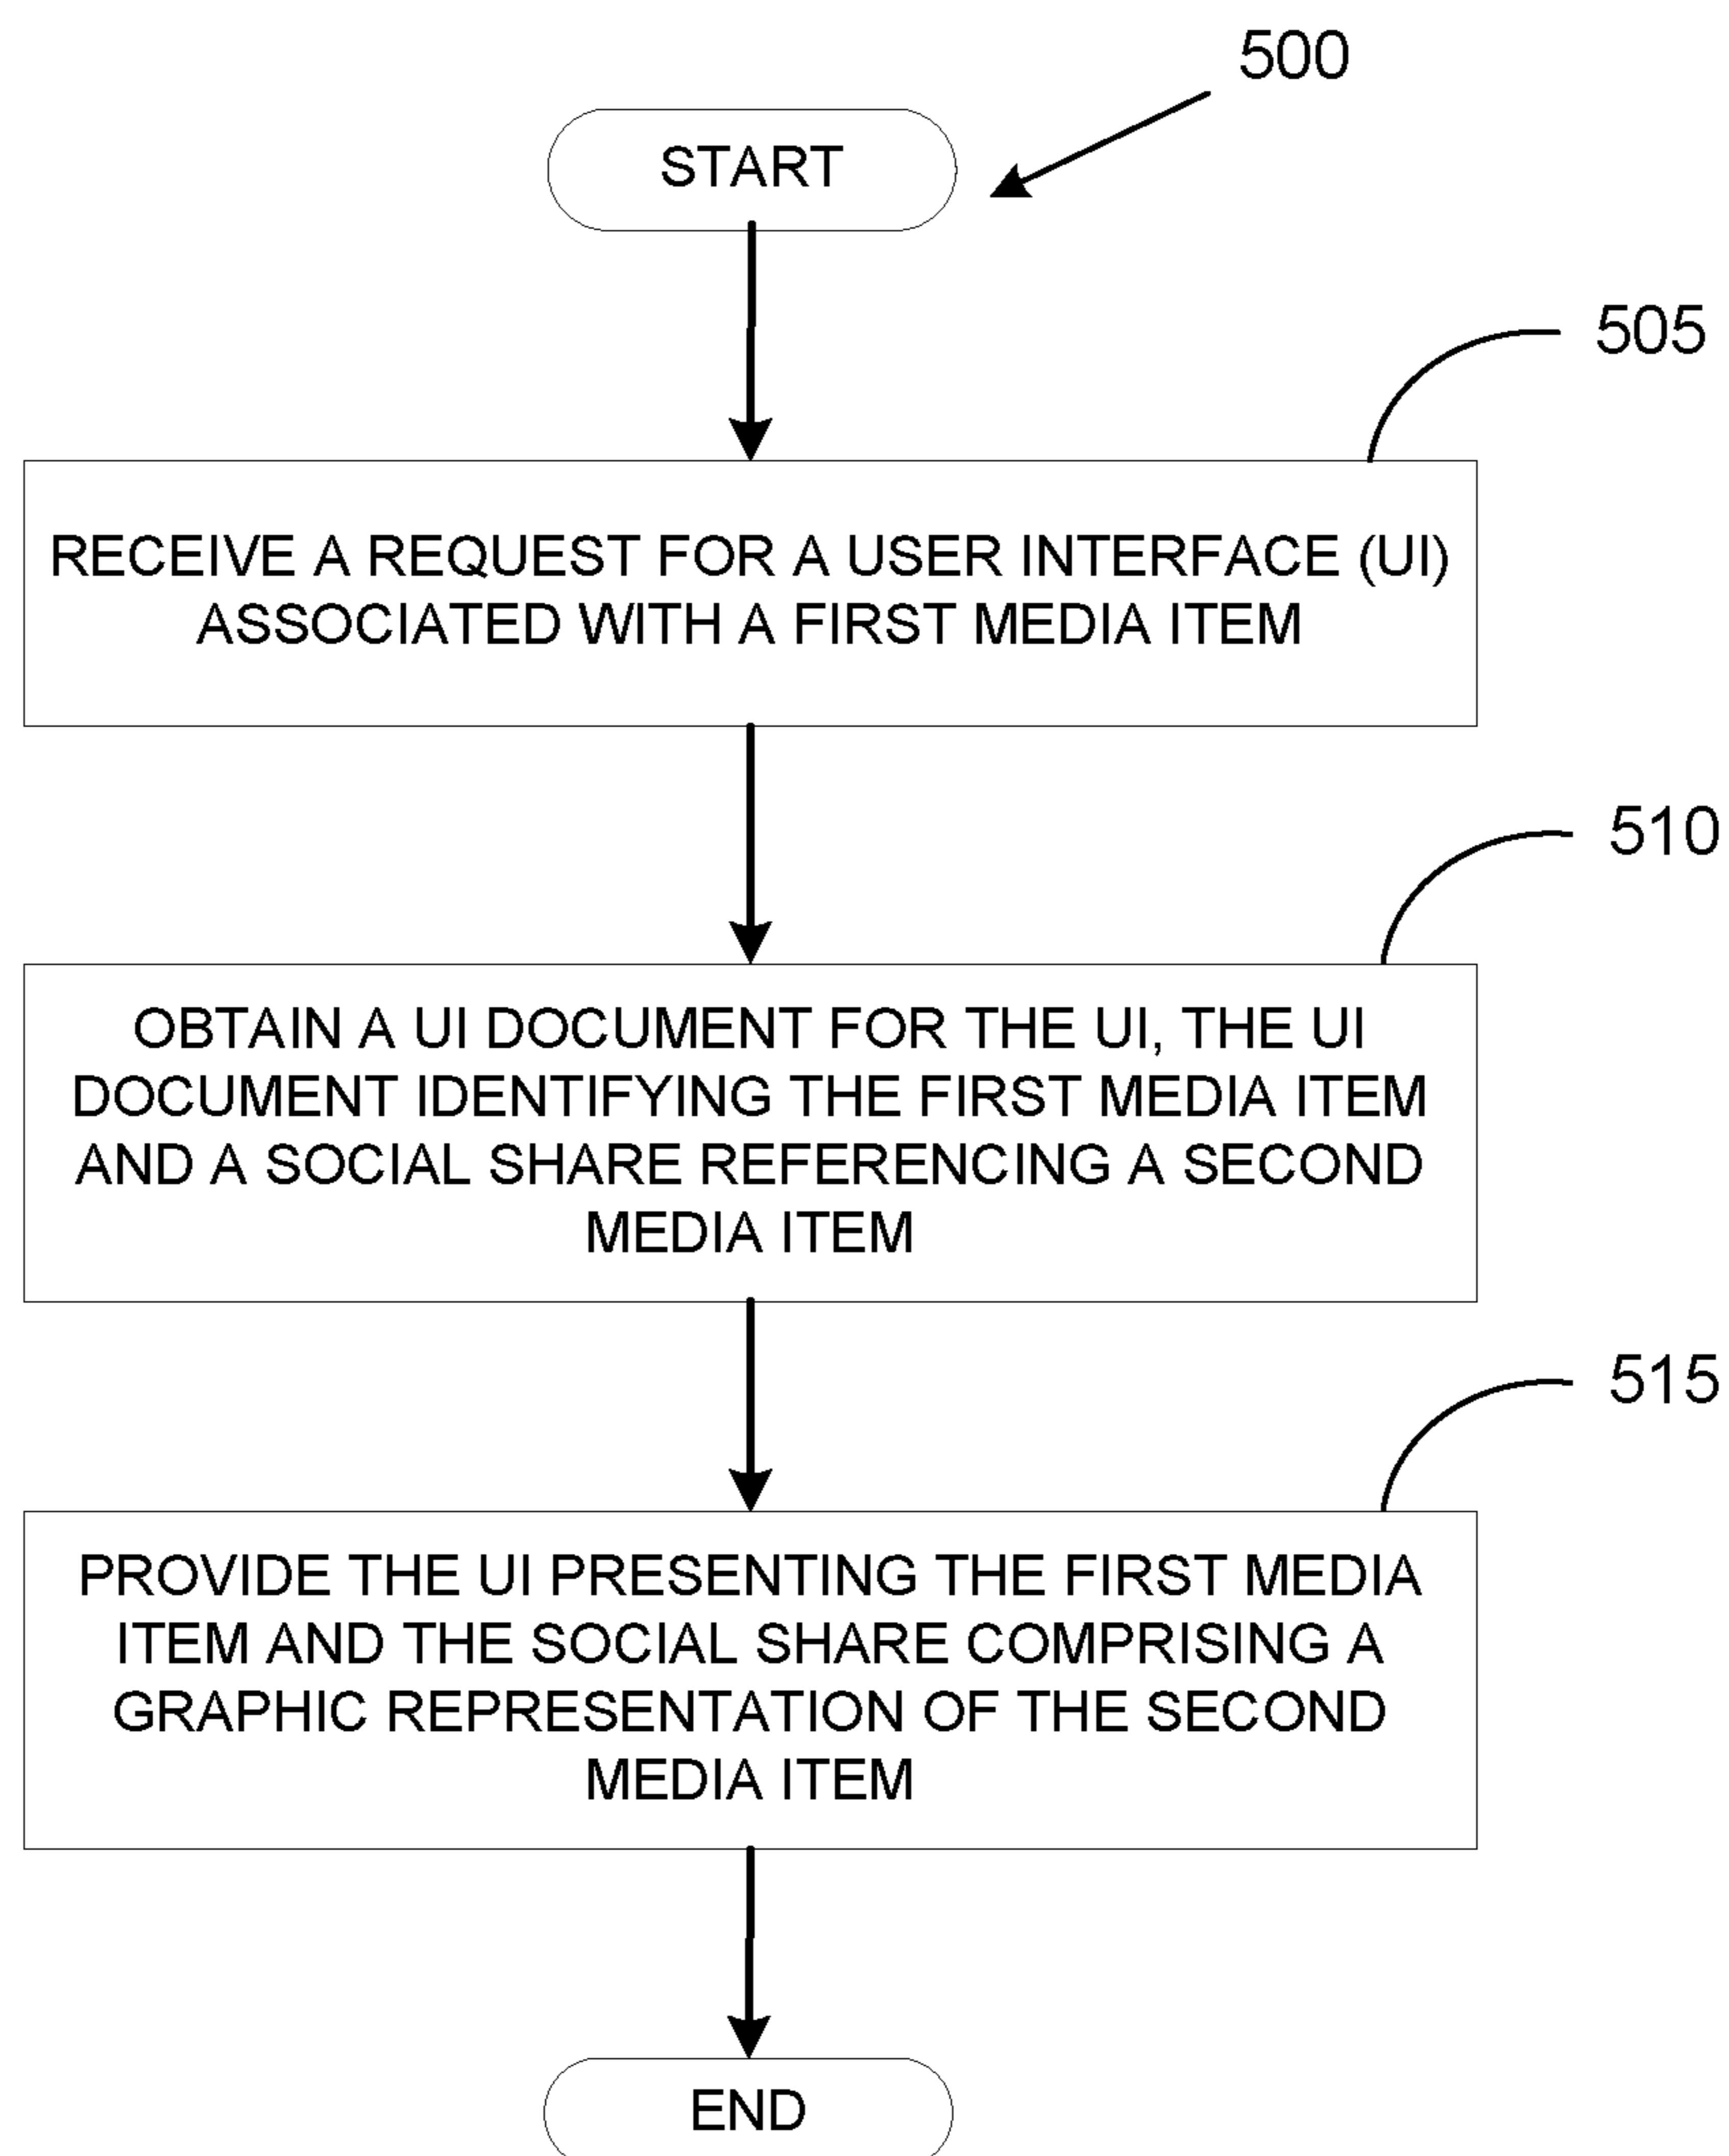 500
START
505
RECEIVE A REQUEST FOR A USER INTERFACE (UI)
ASSOCIATED WITH A FIRST MEDIA ITEM
510
OBTAIN A UI DOCUMENT FOR THE UI, THE UI
DOCUMENT IDENTIFYING THE FIRST MEDIA ITEM
AND A SOCIAL SHARE REFERENCING A SECOND
MEDIA ITEM
515
PROVIDE THE UI PRESENTING THE FIRST MEDIA
ITEM AND THE SOCIAL SHARE COMPRISING A
GRAPHIC REPRESENTATION OF THE SECOND
MEDIA ITEM
END